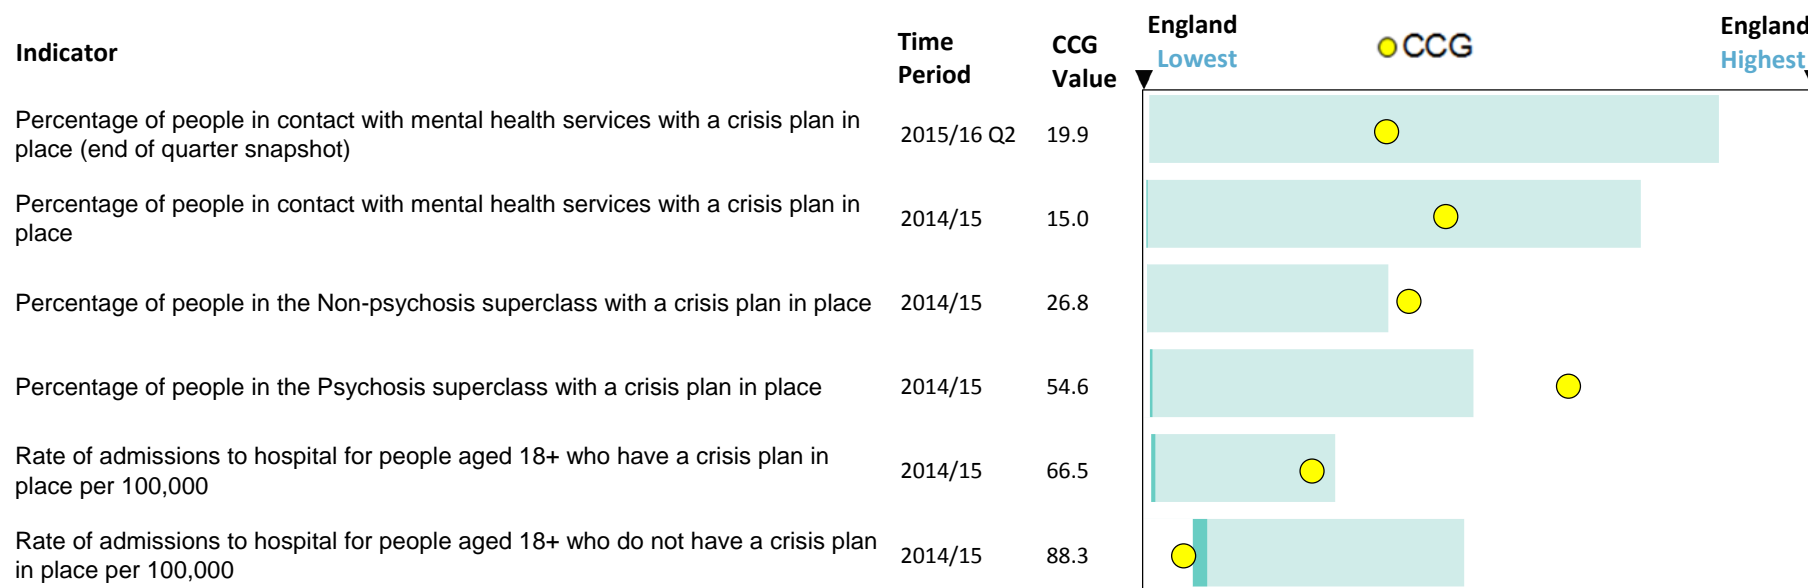 Indicator
Time
Period
CCG
Value
England
Lowest
CCG
England
Highest
Percentage of people in contact with mental health services with a crisis plan in
place (end of quarter snapshot)
2015/16 Q2
19.9
Percentage of people in contact with mental health services with a crisis plan in
place
2014/15
15.0
Percentage of people in the Non-psychosis superclass with a crisis plan in place
2014/15
26.8
Percentage of people in the Psychosis superclass with a crisis plan in place
2014/15
54.6
Rate of admissions to hospital for people aged 18+ who have a crisis plan in
place per 100,000
2014/15
66.5
Rate of admissions to hospital for people aged 18+ who do not have a crisis plan
in place per 100,000
2014/15
88.3